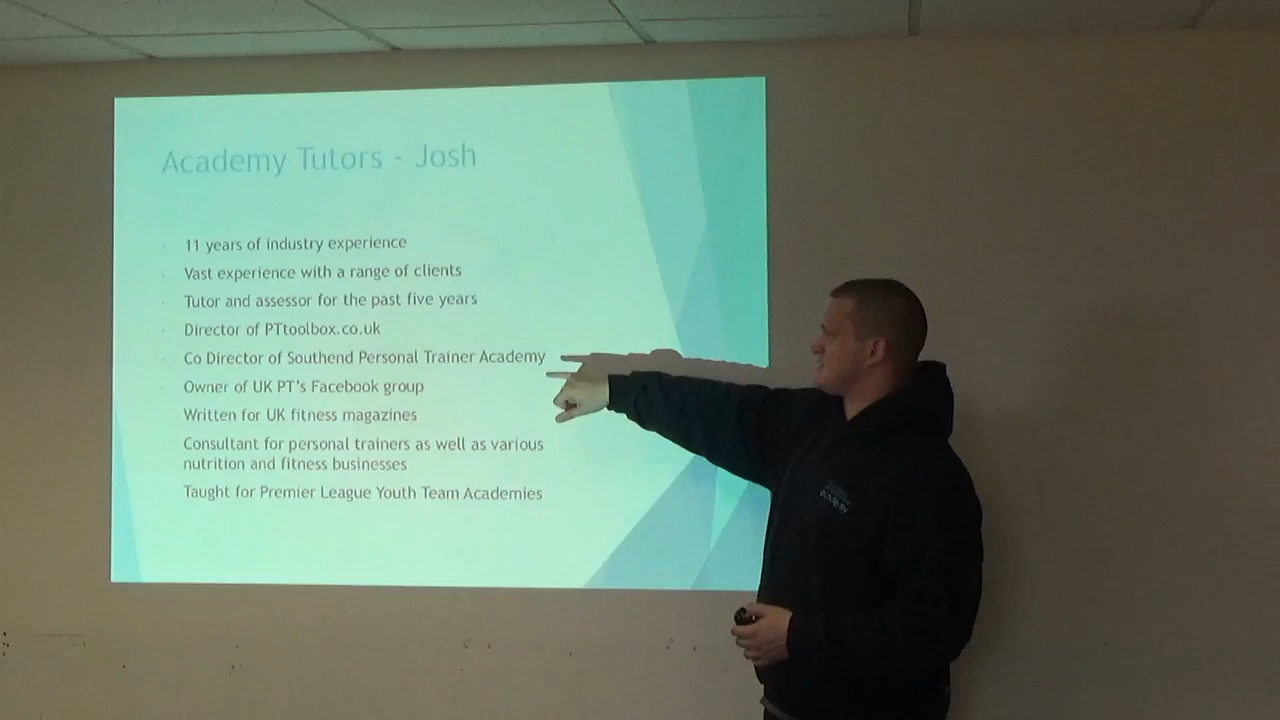 Academy Tutors - Josh
11 years of industry experience
Vast experience with a range of clients
Tutor and assessor for the past five years
Director of PTtoolbox.co.uk
Co Director of Southend Personal Trainer Academy
Owner of UK PT's Facebook group
Written for UK fitness magazines
Consultant for personal trainers as well as various
nutrition and fitness businesses
Taught for Premier League Youth Team Academies
academy